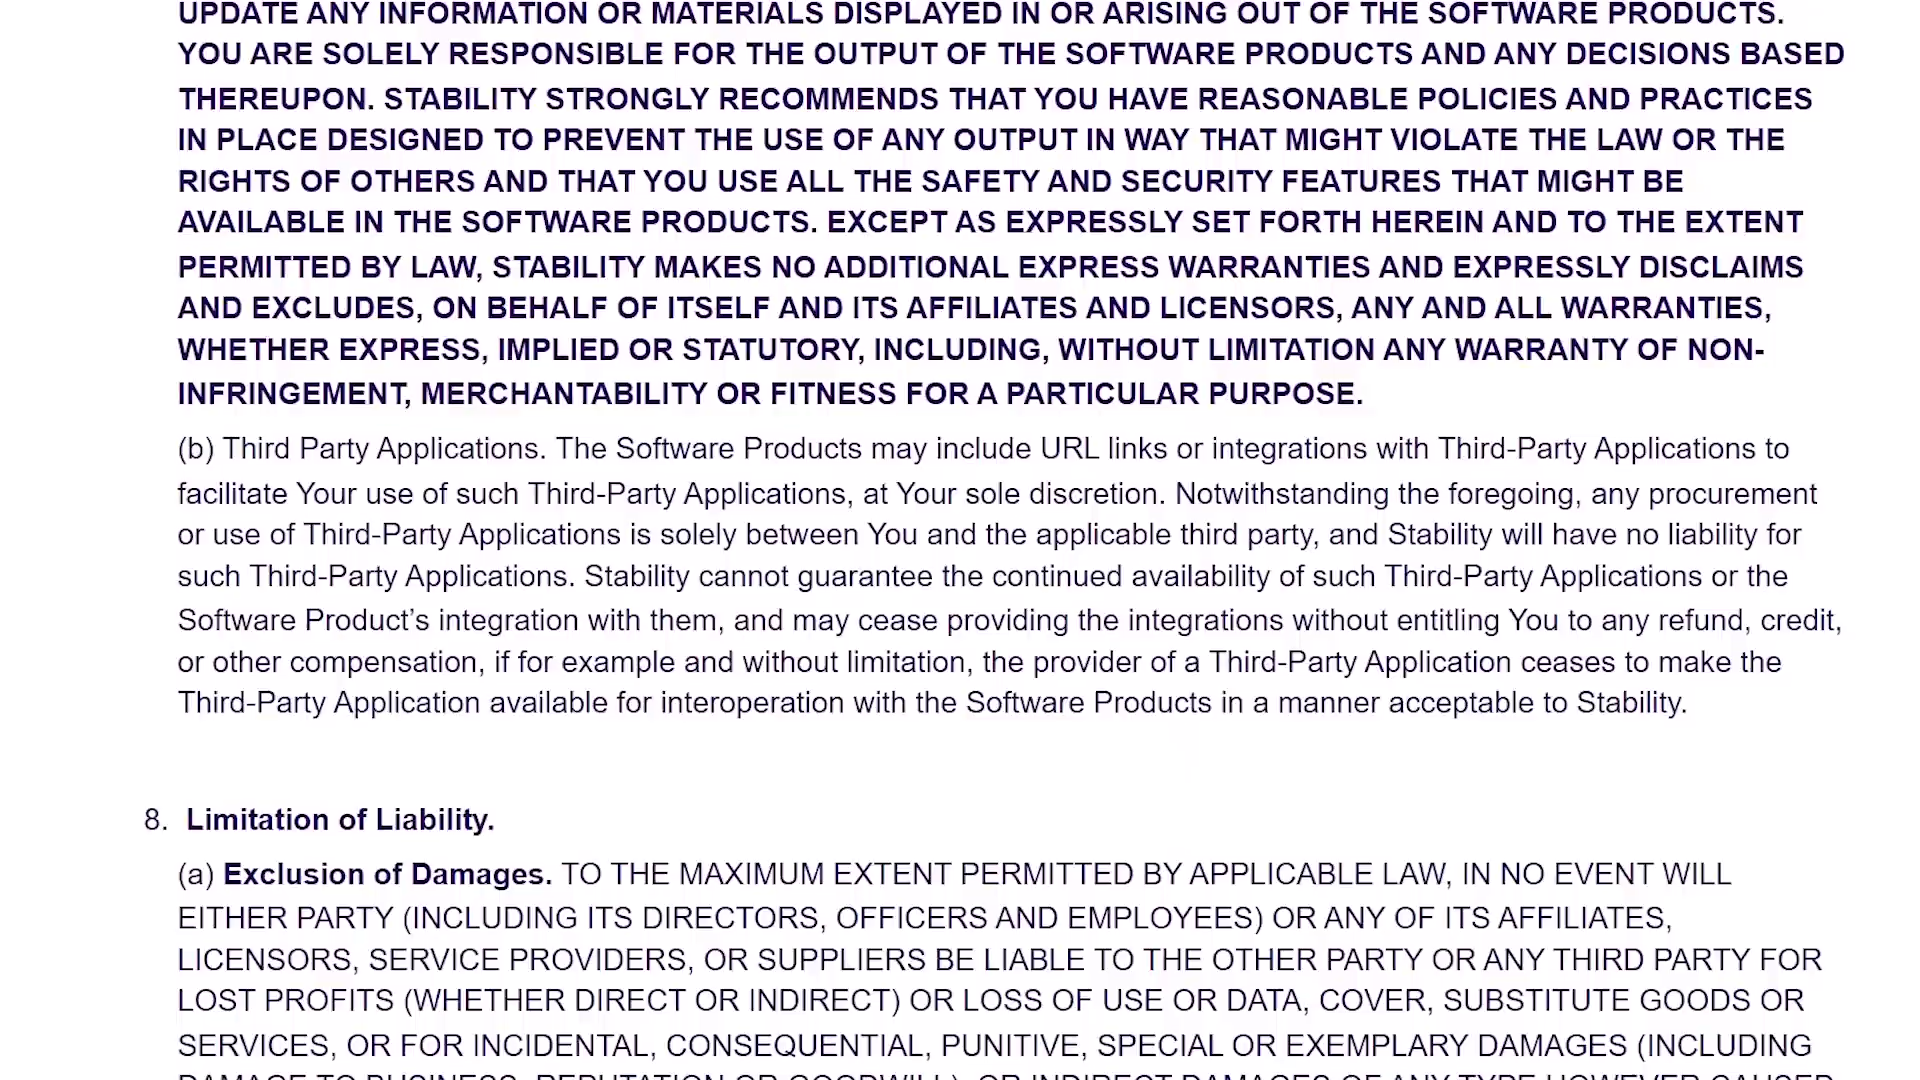 UPDATE ANY INFORMATION OR MATERIALS DISPLAYED IN OR ARISING OUT OF THE SOFTWARE PRODUCTS.
YOU ARE SOLELY RESPONSIBLE FOR THE OUTPUT OF THE SOFTWARE PRODUCTS AND ANY DECISIONS BASED
THEREUPON. STABILITY STRONGLY RECOMMENDS THAT YOU HAVE REASONABLE POLICIES AND PRACTICES
IN PLACE DESIGNED TO PREVENT THE USE OF ANY OUTPUT IN WAY THAT MIGHT VIOLATE THE LAW OR THE
RIGHTS OF OTHERS AND THAT YOU USE ALL THE SAFETY AND SECURITY FEATURES THAT MIGHT BE
AVAILABLE IN THE SOFTWARE PRODUCTS. EXCEPT AS EXPRESSLY SET FORTH HEREIN AND TO THE EXTENT
PERMITTED BY LAW, STABILITY MAKES NO ADDITIONAL EXPRESS WARRANTIES AND EXPRESSLY DISCLAIMS
AND EXCLUDES, ON BEHALF OF ITSELF AND ITS AFFILIATES AND LICENSORS, ANY AND ALL WARRANTIES,
WHETHER EXPRESS, IMPLIED OR STATUTORY, INCLUDING, WITHOUT LIMITATION ANY WARRANTY OF NON-
INFRINGEMENT, MERCHANTABILITY OR FITNESS FOR A PARTICULAR PURPOSE.
(b) Third Party Applications. The Software Products may include URL links or integrations with Third-Party Applications to
facilitate Your use of such Third-Party Applications, at Your sole discretion. Notwithstanding the foregoing, any procurement
or use of Third-Party Applications is solely between You and the applicable third party, and Stability will have no liability for
such Third-Party Applications. Stability cannot guarantee the continued availability of such Third-Party Applications or the
Software Product’s integration with them, and may cease providing the integrations without entitling You to any refund, credit,
or other compensation, if for example and without limitation, the provider of a Third-Party Application ceases to make the
Third-Party Application available for interoperation with the Software Products in a manner acceptable to Stability.
8. Limitation of Liability.
(a) Exclusion of Damages. TO THE MAXIMUM EXTENT PERMITTED BY APPLICABLE LAW, IN NO EVENT WILL
EITHER PARTY (INCLUDING ITS DIRECTORS, OFFICERS AND EMPLOYEES) OR ANY OF ITS AFFILIATES,
LICENSORS, SERVICE PROVIDERS, OR SUPPLIERS BE LIABLE TO THE OTHER PARTY OR ANY THIRD PARTY FOR
LOST PROFITS (WHETHER DIRECT OR INDIRECT) OR LOSS OF USE OR DATA, COVER, SUBSTITUTE GOODS OR
SERVICES, OR FOR INCIDENTAL, CONSEQUENTIAL, PUNITIVE, SPECIAL OR EXEMPLARY DAMAGES (INCLUDING